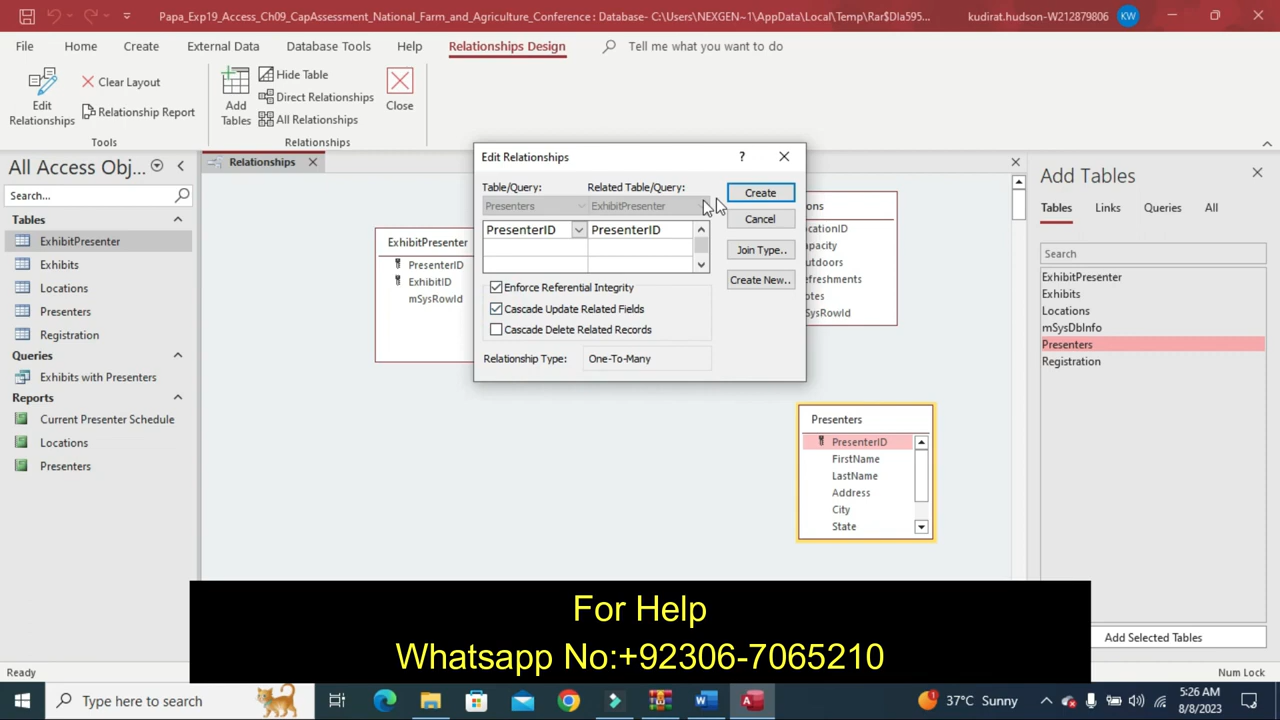 Papa_Exp19_Access_Ch09_CapAssessment_National_Farm_and_Agriculture_Conference : Database- C:\Users\NEXGEN~1\AppData\Local\Temp\Rar$DIa595...
kudirat.hudson-W212879806
KW
File
Home
Create
External Data
Database Tools
Help
Relationships Design
Tell me what you want to do
Edit
Relationships
Clear Layout
Relationship Report
Tools
Add
Tables
Hide Table
Direct Relationships
All Relationships
Relationships
Close
All Access Obj...
Search...
Tables
ExhibitPresenter
Exhibits
Locations
Presenters
Registration
Queries
Exhibits with Presenters
Reports
Current Presenter Schedule
Locations
Presenters
Relationships
ExhibitPresenter
PresenterID
ExhibitID
mSysRowId
Edit Relationships
?
Table/Query:
Related Table/Query:
Presenters
ExhibitPresenter
PresenterID
PresenterID
Enforce Referential Integrity
Cascade Update Related Fields
Cascade Delete Related Records
Relationship Type:
One-To-Many
Create
Cancel
Join Type..
Create New..
ons
ocationID
apacity
utdoors
efreshments
otes
SysRowId
Presenters
PresenterID
FirstName
LastName
Address
City
State
Add Tables
Tables
Links
Queries
All
Search
ExhibitPresenter
Exhibits
Locations
mSysDbInfo
Presenters
Registration
Add Selected Tables
For Help
Whatsapp No:+92306-7065210
Ready
Num Lock
Type here to search
37°C Sunny
5:26 AM
8/8/2023